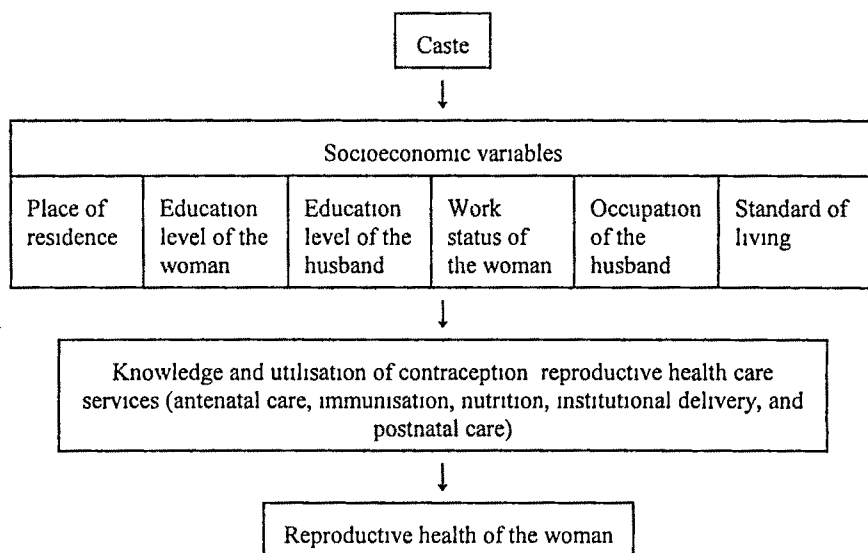 Caste
Socioeconomic variables
Place of residence
Education level of the woman
Education level of the husband
Work status of the woman
Occupation of the husband
Standard of living
Knowledge and utilisation of contraception reproductive health care
services (antenatal care, immunisation, nutrition, institutional delivery, and
postnatal care)
Reproductive health of the woman